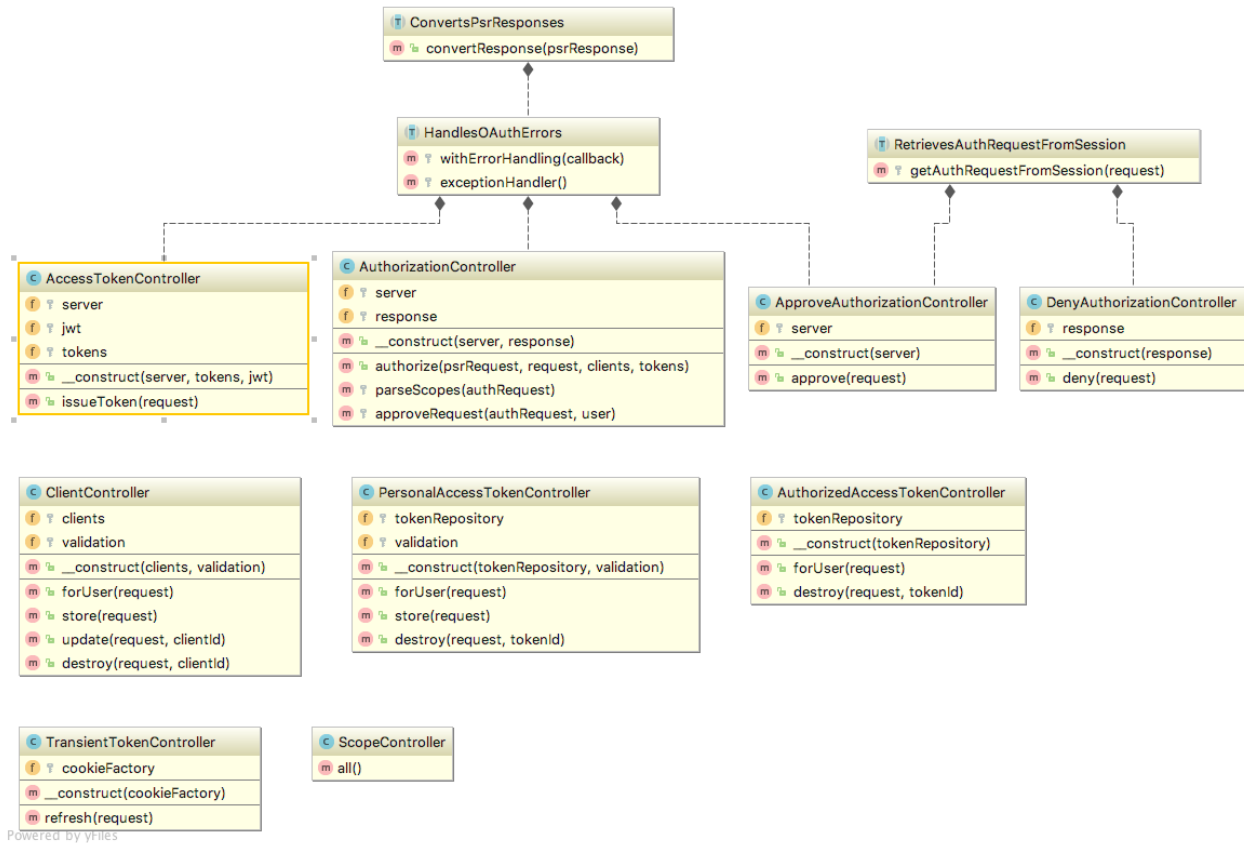 ConvertsPsrResponses
convertResponse(psrResponse)
HandlesOAuthErrors
withErrorHandling(callback)
exceptionHandler()
RetrievesAuthRequestFromSession
getAuthRequestFromSession(request)
AccessTokenController
server
jwt
tokens
__construct(server, tokens, jwt)
issueToken(request)
AuthorizationController
server
response
__construct(server, response)
authorize(psrRequest, request, clients, tokens)
parseScopes(authRequest)
approveRequest(authRequest, user)
ApproveAuthorizationController
server
__construct(server)
approve(request)
DenyAuthorizationController
response
__construct(response)
deny(request)
ClientController
clients
validation
__construct(clients, validation)
forUser(request)
store(request)
update(request, clientId)
destroy(request, clientId)
PersonalAccessTokenController
tokenRepository
validation
__construct(tokenRepository, validation)
forUser(request)
store(request)
destroy(request, tokenId)
AuthorizedAccessTokenController
tokenRepository
__construct(tokenRepository)
forUser(request)
destroy(request, tokenId)
TransientTokenController
cookieFactory
__construct(cookieFactory)
refresh(request)
ScopeController
all()
Powered by yFiles